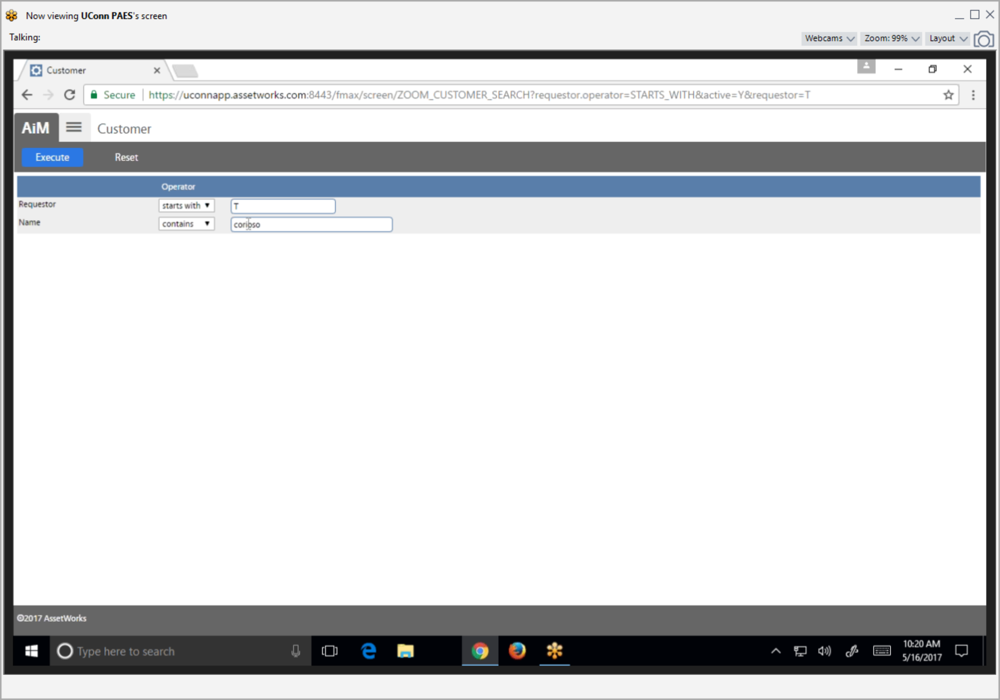 Now viewing UConn PAES's screen
Talking:
Webcams Zoom: 99% Layout
Customer
Secure https://uconnapp.assetworks.com:8443/fmax/screen/ZOOM_CUSTOMER_SEARCH?requestor.operator=STARTS_WITH&active=Y&requestor=T
AiM Customer
Execute Reset
Operator
Requestor starts with T
Name contains corioso
©2017 AssetWorks
Type here to search
10:20 AM
5/16/2017